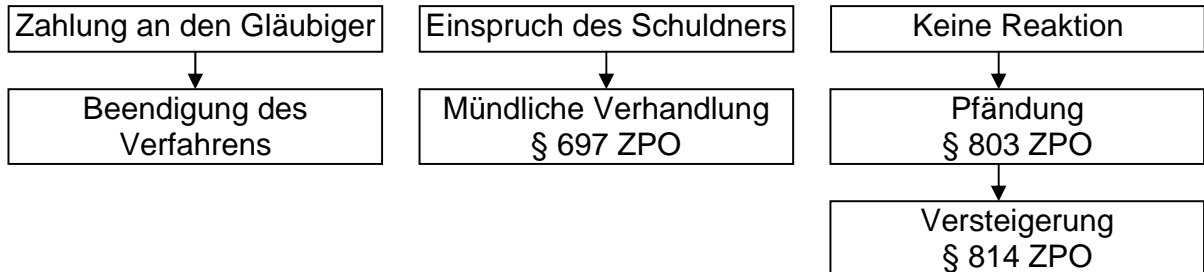 Zahlung an den Gläubiger
Beendigung des
Verfahrens
Einspruch des Schuldners
Mündliche Verhandlung
§ 697 ZPO
Keine Reaktion
Pfändung
§ 803 ZPO
Versteigerung
§ 814 ZPO